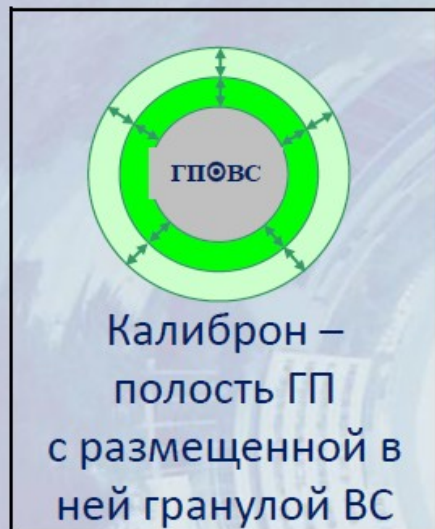 ГП⊙ВС
Калиброн –
полость ГП
с размещенной в
ней гранулой ВС